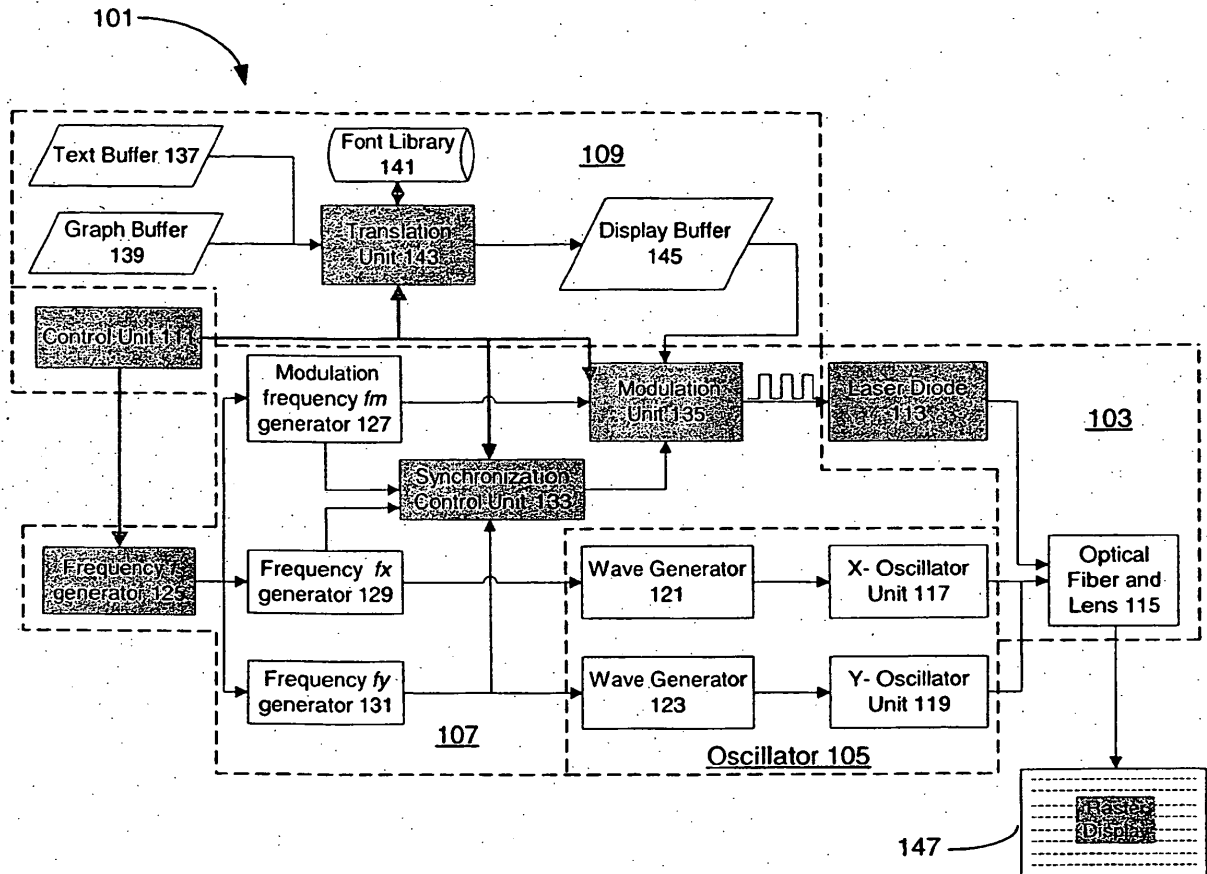 101
Text Buffer 137
Font Library
141
109
Graph Buffer
139
Translation
Unit 143
Display Buffer
145
Control Unit 111
Modulation
frequency fm
generator 127
Modulation
Unit 135
Laser Diode
113
103
Synchronization
Control Unit 133
Frequency
generator 125
Frequency fx
generator 129
Wave Generator
121
X- Oscillator
Unit 117
Optical
Fiber and
Lens 115
Frequency fy
generator 131
Wave Generator
123
Y- Oscillator
Unit 119
107
Oscillator 105
Raster
Display
147